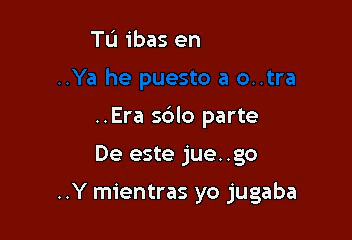 Tú ibas en
..Ya he puesto a o..tra
..Era sólo parte
De este jue..go
..Y mientras yo jugaba